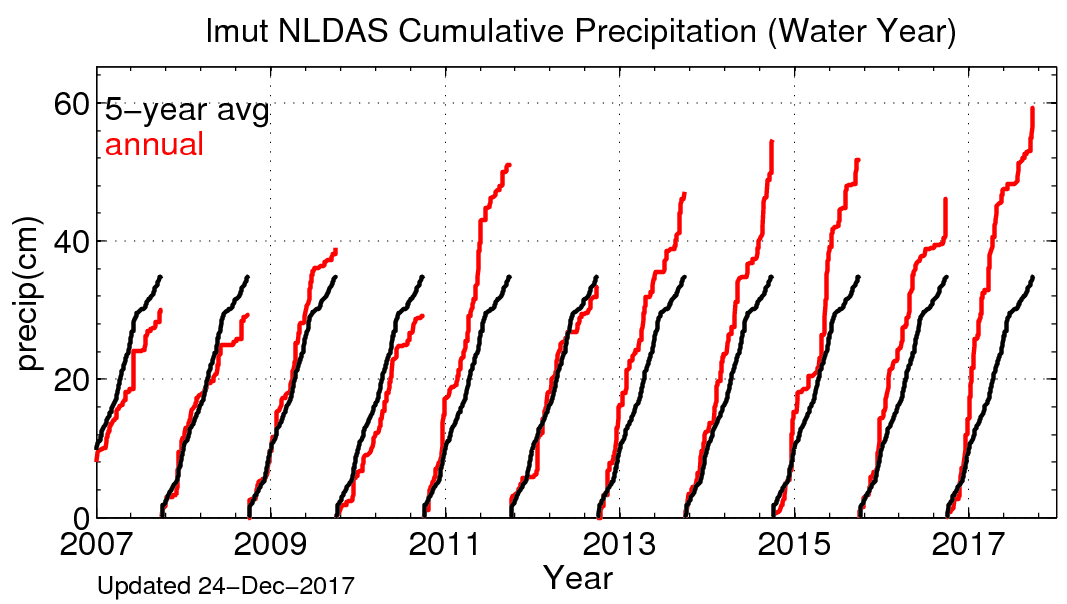 lmut NLDAS Cumulative Precipitation (Water Year)
60
5-year avg
annual
40
precip(cm)
20
0
2007 2009 2011 2013 2015 2017
Year
Updated 24-Dec-2017